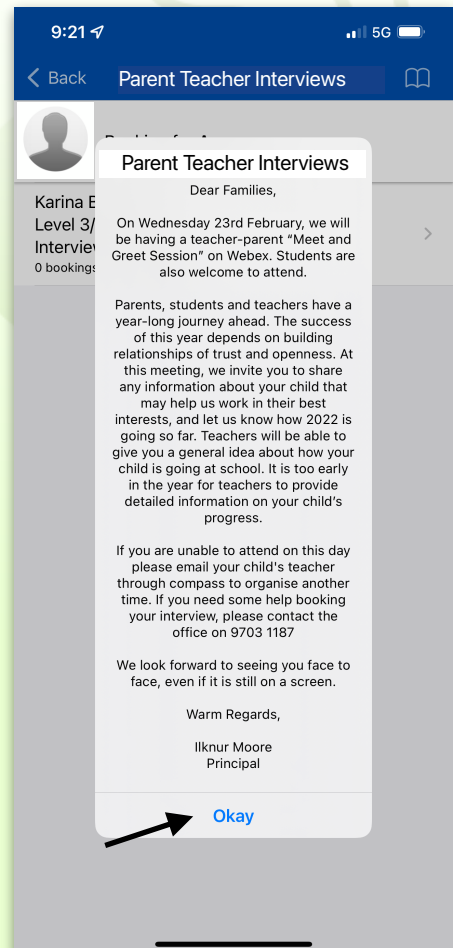 9:21
5G
Back
Parent Teacher Interviews
Parent Teacher Interviews
Dear Families,
On Wednesday 23rd February, we will
be having a teacher-parent “Meet and
Greet Session” on Webex. Students are
also welcome to attend.
Parents, students and teachers have a
year-long journey ahead. The success
of this year depends on building
relationships of trust and openness. At
this meeting, we invite you to share
any information about your child that
may help us work in their best
interests, and let us know how 2022 is
going so far. Teachers will be able to
give you a general idea about how your
child is going at school. It is too early
in the year for teachers to provide
detailed information on your child’s
progress.
If you are unable to attend on this day
please email your child's teacher
through compass to organise another
time. If you need some help booking
your interview, please contact the
office on 9703 1187
We look forward to seeing you face to
face, even if it is still on a screen.
Warm Regards,
Ilknur Moore
Principal
Okay
Karina
Level 3/
0 bookings